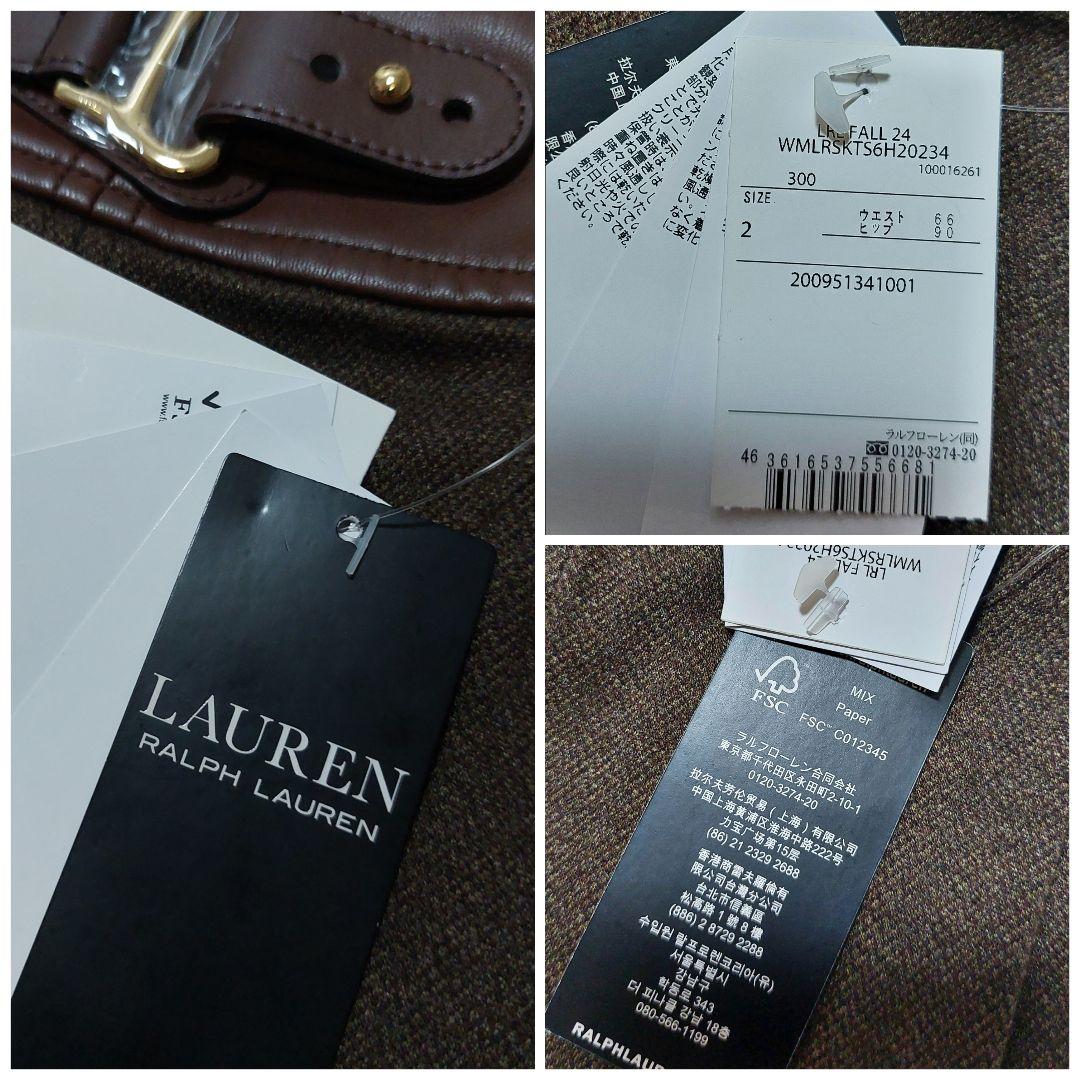 LAUREN
RALPH LAUREN
LRL FALL 24
WMLRSKTS6H20234
100016261
300
SIZE
2
ウエスト 66
ヒップ 90
200951341001
ラルフローレン(同)
0120-3274-20
46 3616537556681
LRL FALL 24
WMLRSKTS6H2023
FSC
MIX
Paper
FSC™ C012345
ラルフローレン合同会社
東京都千代田区永田町2-10-1
0120-3274-20
拉尔夫劳伦贸易(上海)有限公司
中国上海黄浦区淮海中路222号
力宝广场第15层
(86) 21 2329 2688
香港商雷夫羅倫有
限公司台灣分公司
台北市信義區
松高路 1 號 8 樓
(886) 2 8729 2288
수입원 랄프로렌코리아(유)
서울특별시
강남구
학동로 343
더 피나클 강남 18층
080-566-1199
RALPHLAU